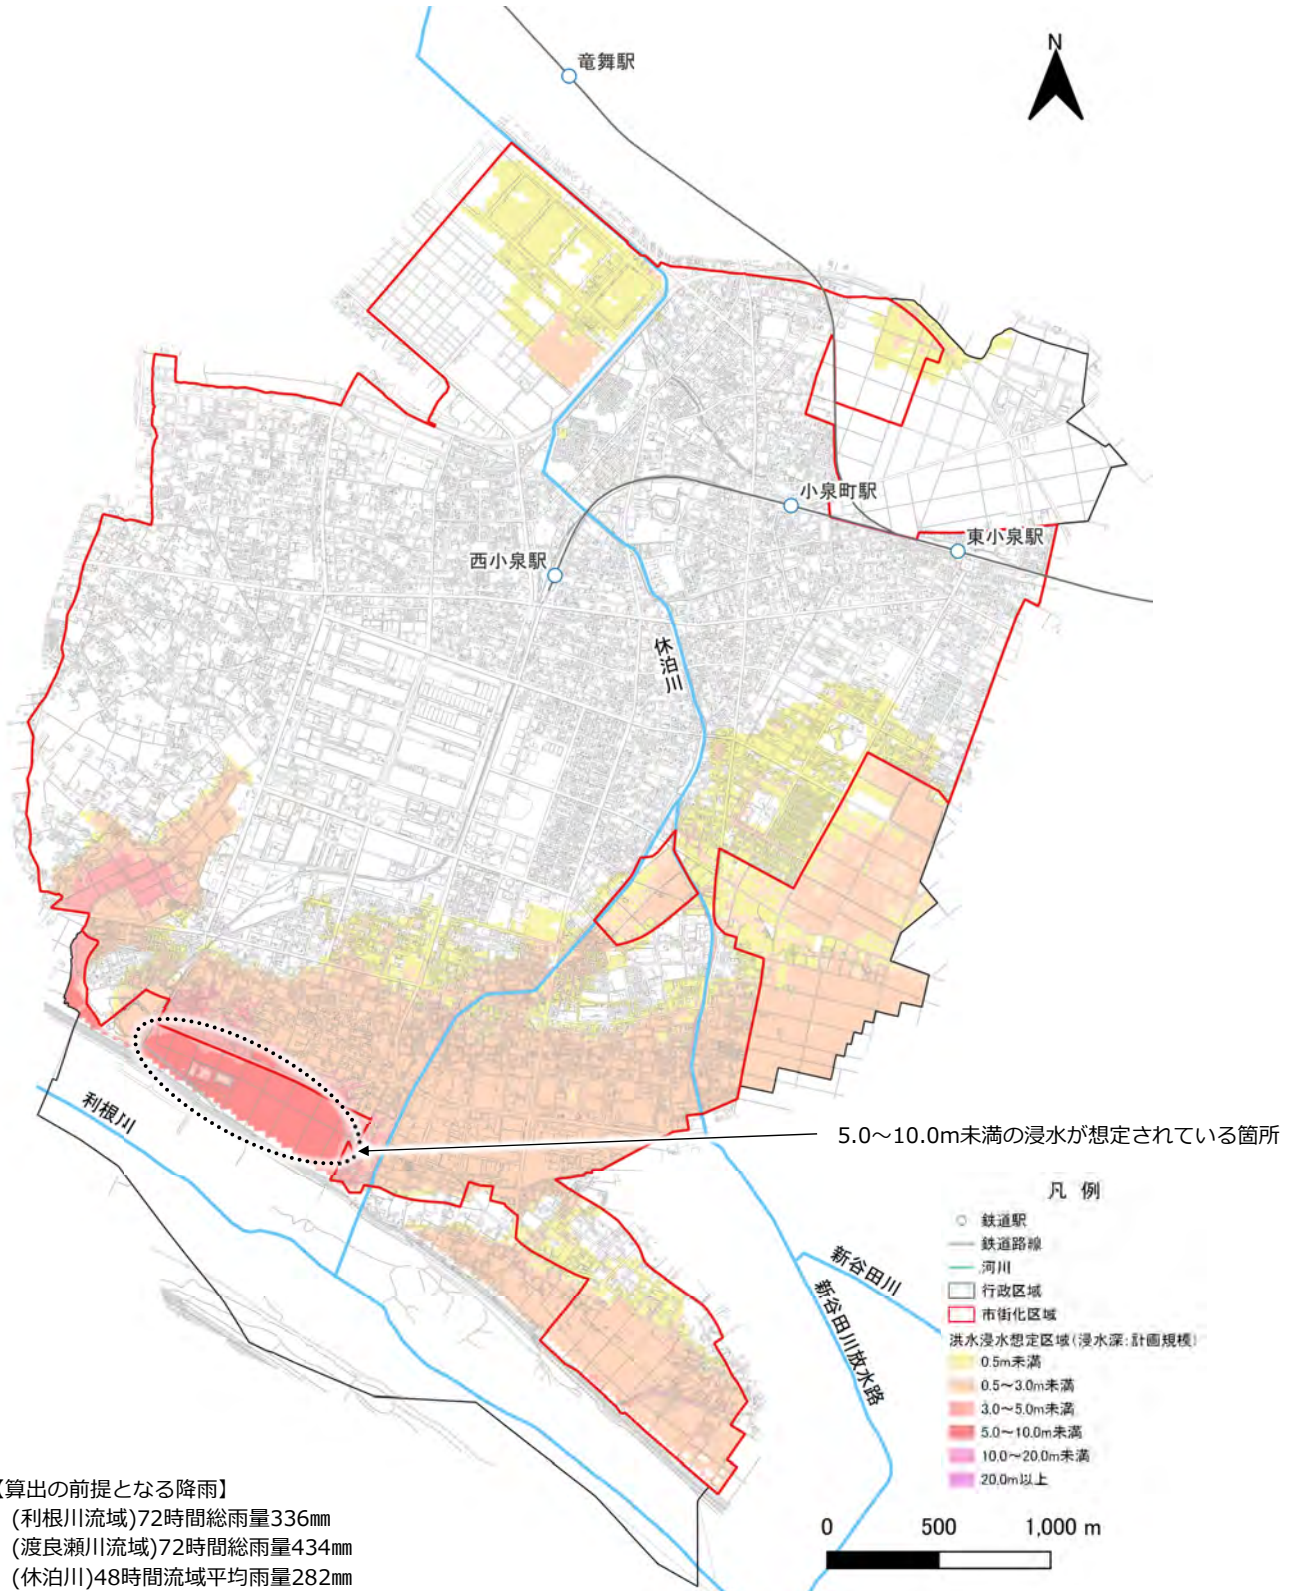 竜舞駅
N
小泉町駅
東小泉駅
西小泉駅
休泊川
利根川
5.0～10.0m未満の浸水が想定されている箇所
凡 例
鉄道駅
鉄道路線
河川
行政区域
市街化区域
洪水浸水想定区域(浸水深:計画規模)
0.5m未満
0.5～3.0m未満
3.0～5.0m未満
5.0～10.0m未満
10.0～20.0m未満
20.0m以上
新谷田川
新谷田川放水路
0 500 1,000 m
【算出の前提となる降雨】
(利根川流域)72時間総雨量336㎜
(渡良瀬川流域)72時間総雨量434㎜
(休泊川)48時間流域平均雨量282㎜